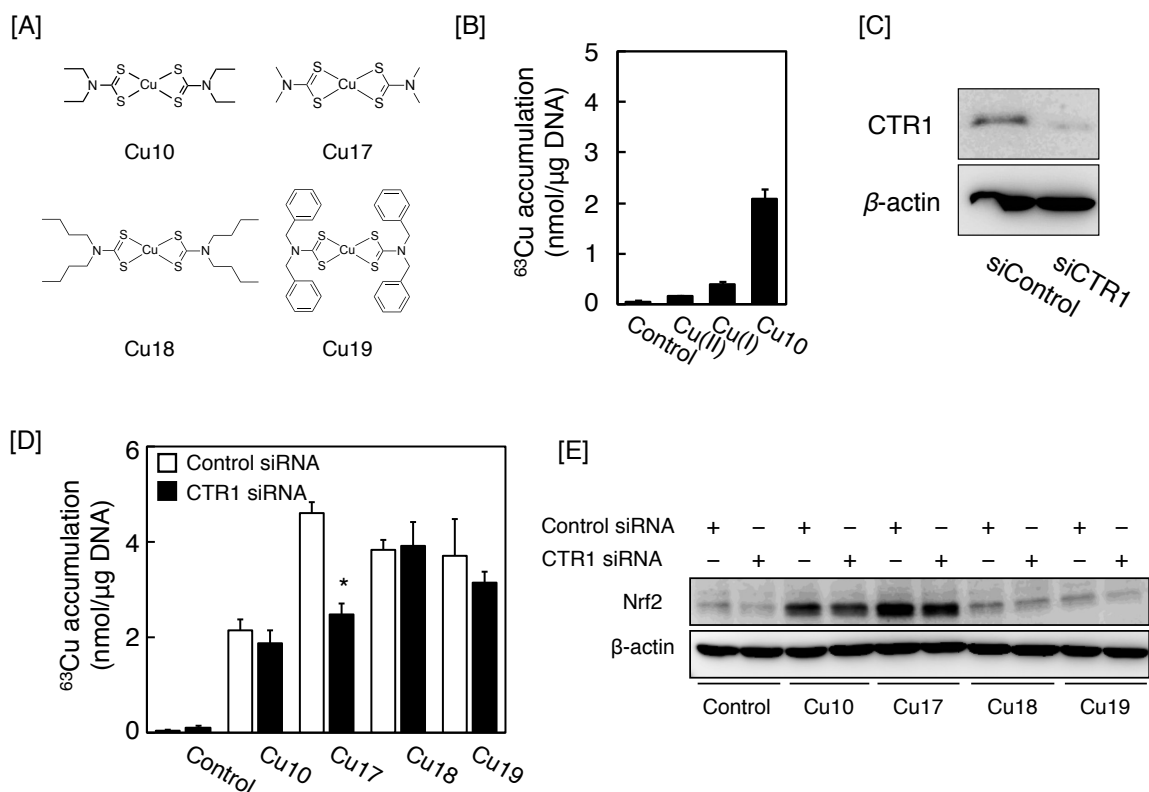 [A]
N S S Cu S S N
Cu10
N S S Cu S S N
Cu17
N S S Cu S S N
Cu18
N S S Cu S S N
Cu19
[B]
63Cu accumulation
(nmol/μg DNA)
5
4
3
2
1
0
Control
Cu(II)
Cu(I)
Cu10
[C]
CTR1
β-actin
siControl
siCTR1
[D]
63Cu accumulation
(nmol/μg DNA)
6
4
2
0
Control siRNA
CTR1 siRNA
*
Control
Cu10
Cu17
Cu18
Cu19
[E]
Control siRNA + – + – + – + – + –
CTR1 siRNA – + – + – + – + – +
Nrf2
β-actin
Control Cu10 Cu17 Cu18 Cu19